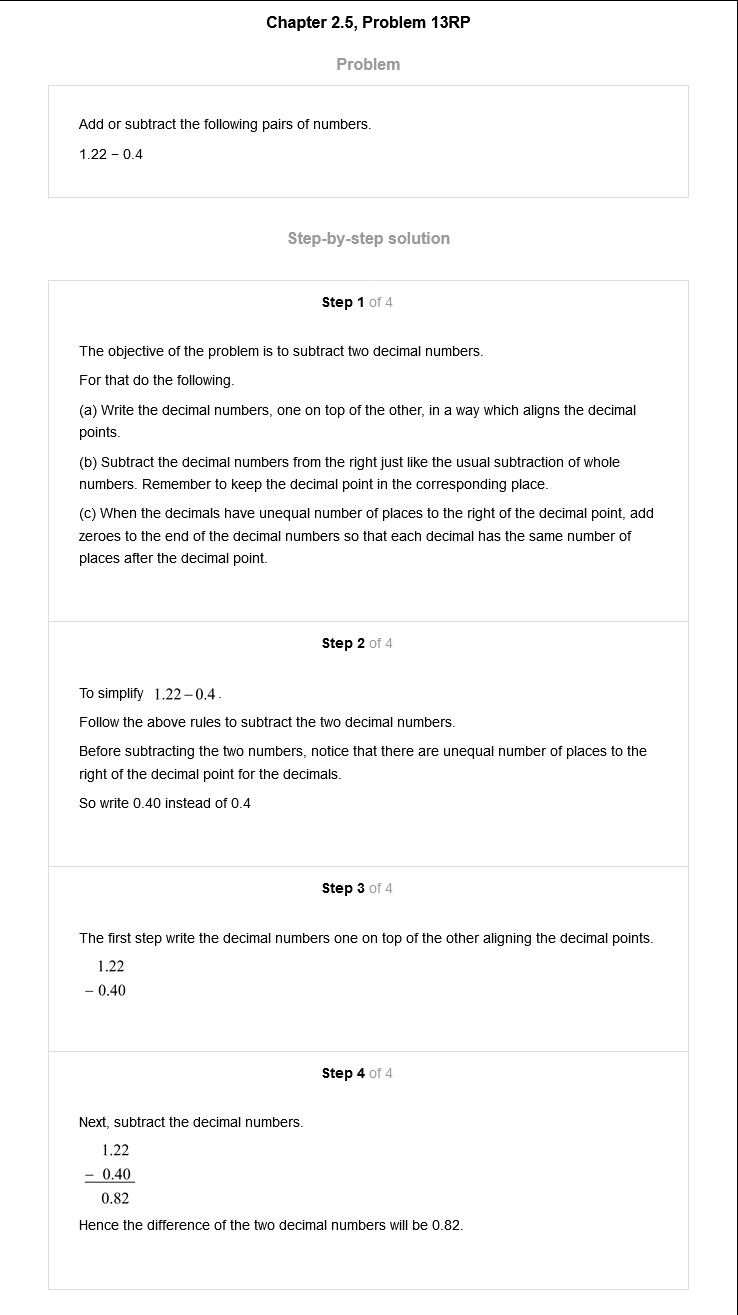 Chapter 2.5, Problem 13RP
Problem
Add or subtract the following pairs of numbers.
1.22 − 0.4
Step-by-step solution
Step 1 of 4
The objective of the problem is to subtract two decimal numbers.
For that do the following.
(a) Write the decimal numbers, one on top of the other, in a way which aligns the decimal
points.
(b) Subtract the decimal numbers from the right just like the usual subtraction of whole
numbers. Remember to keep the decimal point in the corresponding place.
(c) When the decimals have unequal number of places to the right of the decimal point, add
zeroes to the end of the decimal numbers so that each decimal has the same number of
places after the decimal point.
Step 2 of 4
To simplify 1.22 − 0.4 .
Follow the above rules to subtract the two decimal numbers.
Before subtracting the two numbers, notice that there are unequal number of places to the
right of the decimal point for the decimals.
So write 0.40 instead of 0.4
Step 3 of 4
The first step write the decimal numbers one on top of the other aligning the decimal points.
1.22
− 0.40
Step 4 of 4
Next, subtract the decimal numbers.
1.22
− 0.40
0.82
Hence the difference of the two decimal numbers will be 0.82.